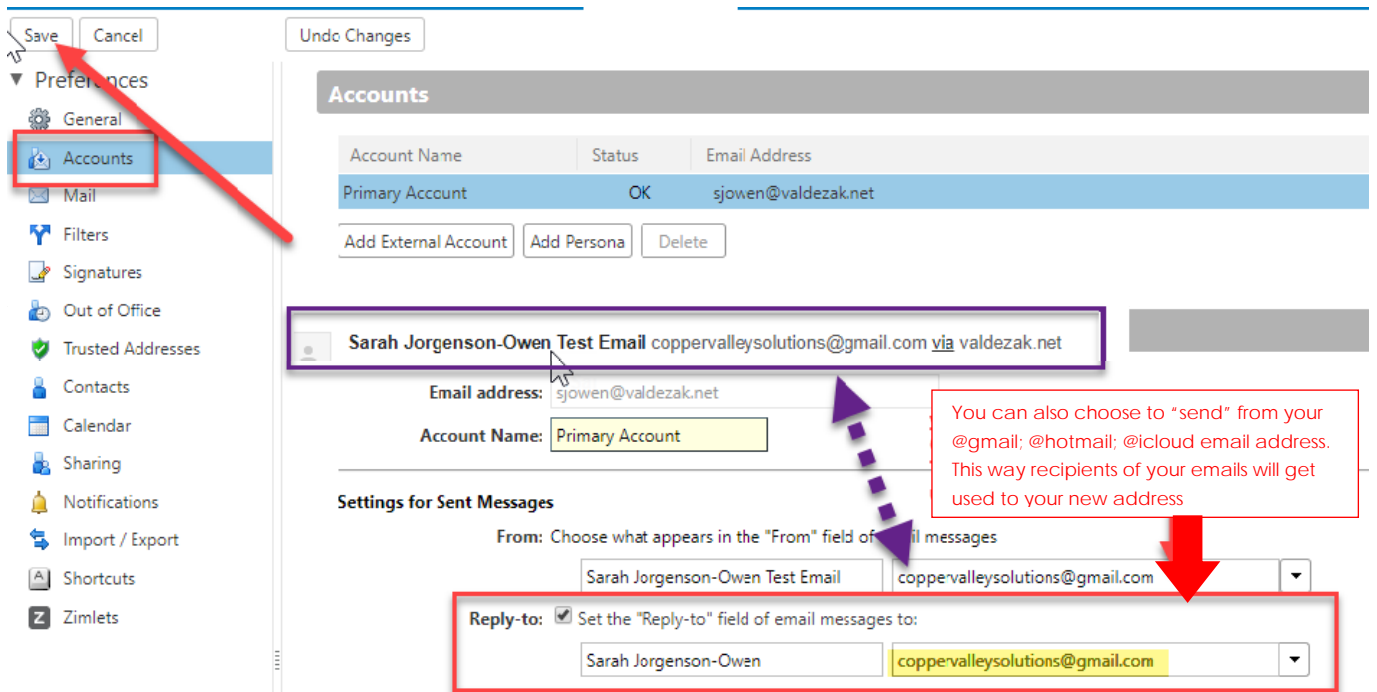 Save Cancel Undo Changes
Preferences
General
Accounts
Mail
Filters
Signatures
Out of Office
Trusted Addresses
Contacts
Calendar
Sharing
Notifications
Import / Export
Shortcuts
Zimlets
Accounts
Account Name Status Email Address
Primary Account OK sjowen@valdezak.net
Add External Account Add Persona Delete
Sarah Jorgenson-Owen Test Email coppervalleysolutions@gmail.com via valdezak.net
Email address: sjowen@valdezak.net
Account Name: Primary Account
You can also choose to “send” from your
@gmail; @hotmail; @icloud email address.
This way recipients of your emails will get
used to your new address
Settings for Sent Messages
From: Choose what appears in the "From" field of messages
Sarah Jorgenson-Owen Test Email coppervalleysolutions@gmail.com
Reply-to: Set the "Reply-to" field of email messages to:
Sarah Jorgenson-Owen coppervalleysolutions@gmail.com